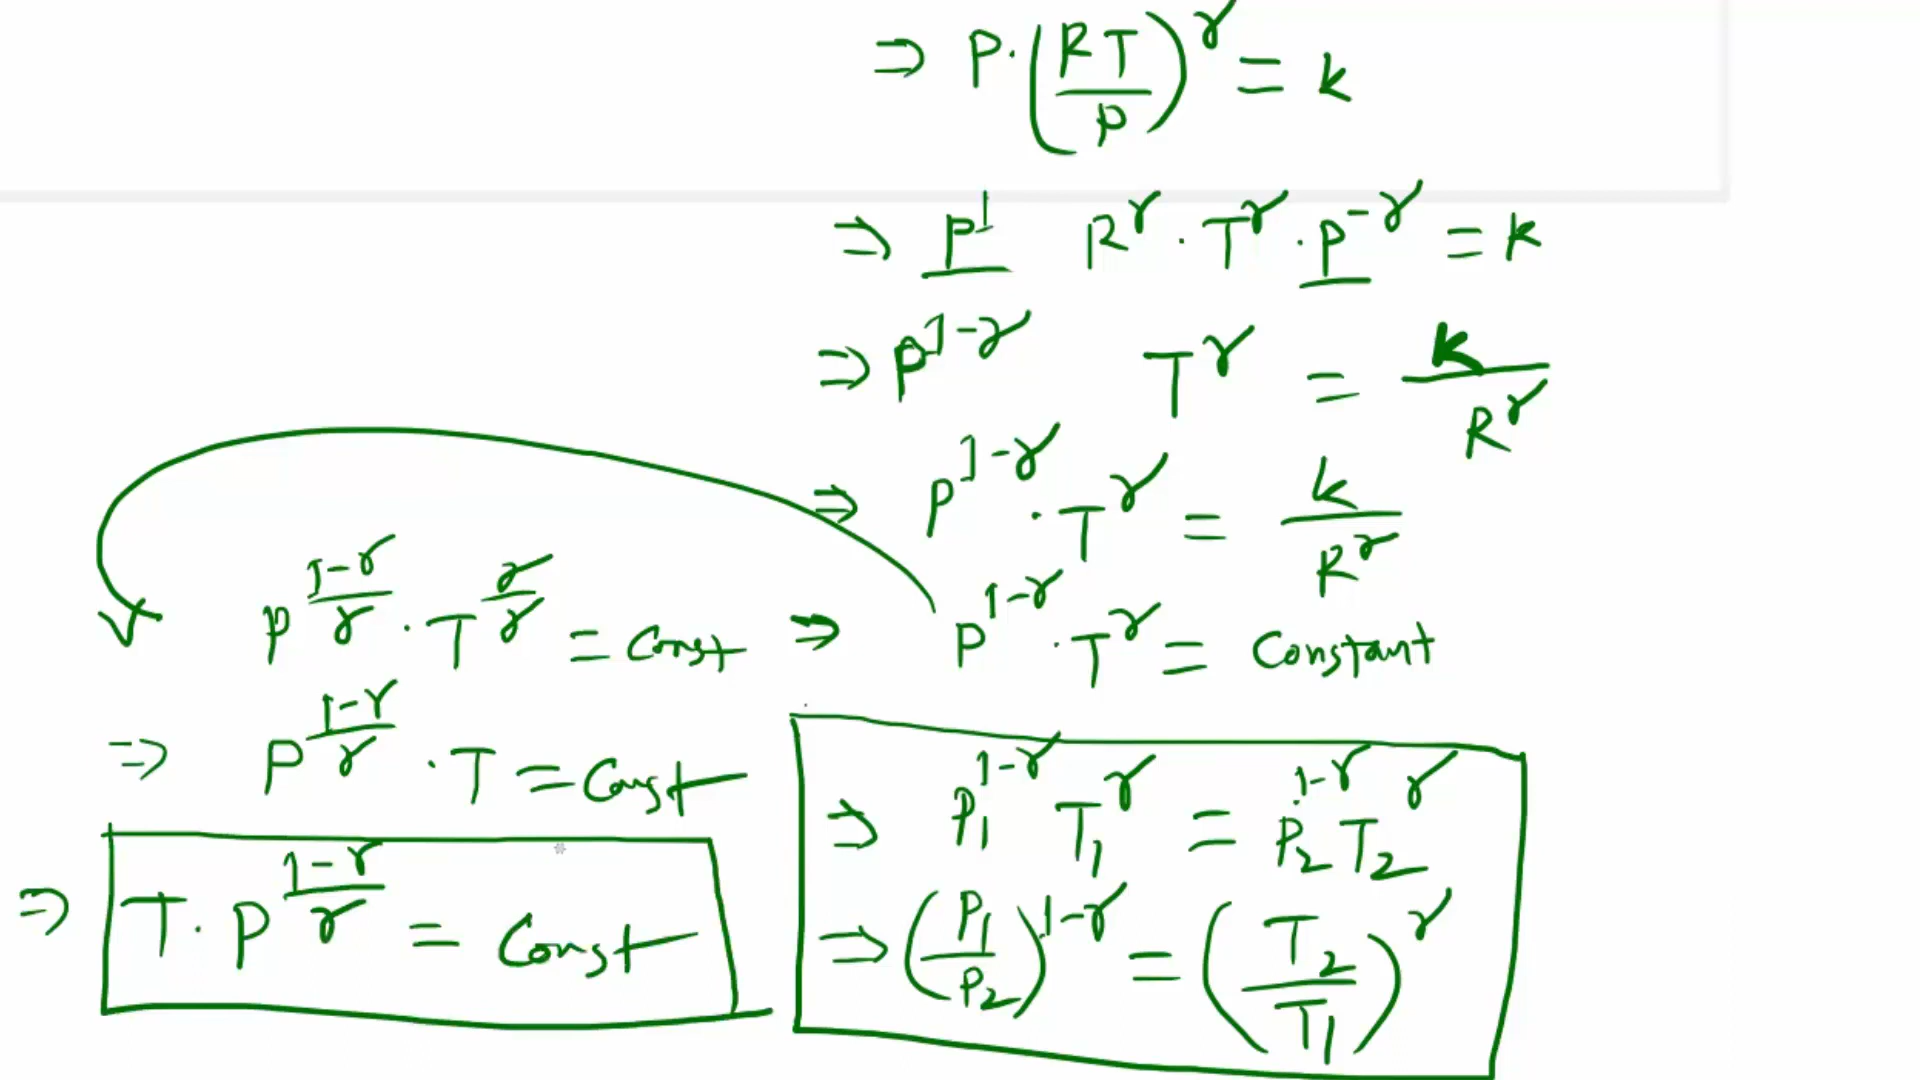 ⇒ P·(RT/P)^γ = k
⇒ P^1 R^γ · T^γ · P^-γ = k
⇒ P^1-γ T^γ = k/R^γ
⇒ P^1-γ · T^γ = k/R^γ
⇒ P^1-γ · T^γ = Constant
P^(1-γ)/γ · T^γ/γ = Const
⇒ P^(1-γ)/γ · T = Const
⇒ T · P^(1-γ)/γ = Const
⇒ P₁^1-γ T₁^γ = P₂^1-γ T₂^γ
⇒ (P₁/P₂)^1-γ = (T₂/T₁)^γ